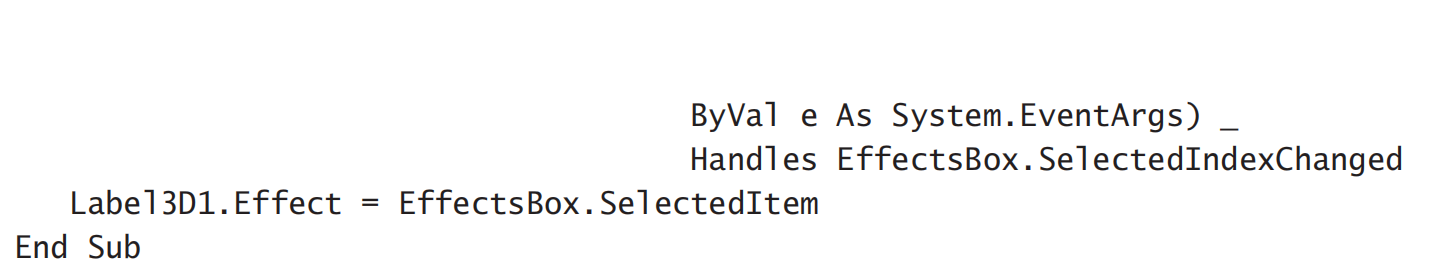 ByVal e As System.EventArgs) _
Handles EffectsBox.SelectedIndexChanged
Label3D1.Effect = EffectsBox.SelectedItem
End Sub